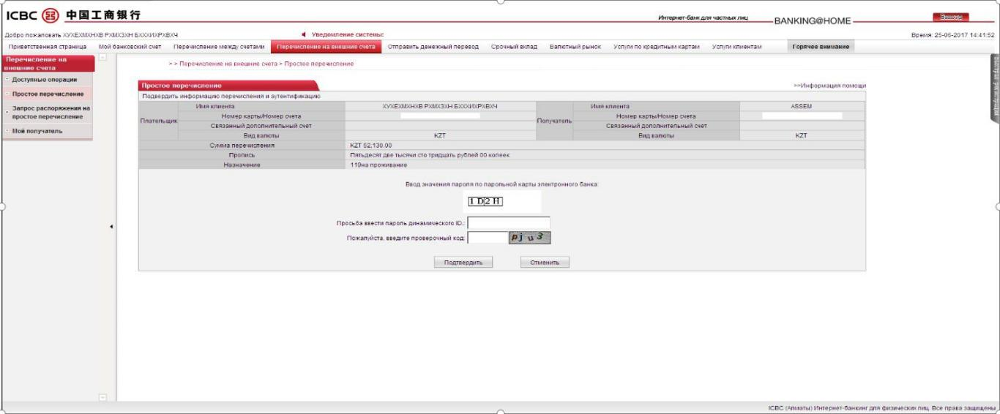 ICBC 中国工商银行
Интернет-банк для частных лиц
BANKING@HOME
Выход
Добро пожаловать ХУХЕХМХНХВ РХМХЗХН БХХХИХРХВХЧ
Уведомление системы:
Время: 25-06-2017 14:41:52
Приветственная страница Мой банковский счет Перечисление между счетами Перечисление на внешние счета Отправить денежный перевод Срочный вклад Валютный рынок Услуги по кредитным картам Услуги клиентам Горячее внимание
Перечисление на
внешние счета
Доступные операции
Простое перечисление
Запрос распоряжения на
простое перечисление
Мой получатель
> > Перечисление на внешние счета > Простое перечисление
Простое перечисление
>>Информация помощи
Подвердить информацию перечисления и аутентификацию
Плательщик
Имя клиента ХУХЕХМХНХВ РХМХЗХН БХХХИХРХВХЧ
Номер карты/Номер счета
Связанный дополнительный счет
Вид валюты KZT
Получатель
Имя клиента ASSEM
Номер карты/Номер счета
Связанный дополнительный счет
Вид валюты KZT
Сумма перечисления KZT 52,130.00
Пропись Пятьдесят две тысячи сто тридцать рублей 00 копеек
Назначение 119на проживание
Ввод значения пароля по парольной карты электронного банка:
1 D2 H
Просьба ввести пароль динамического ID.:
Пожалуйста, введите проверочный код: pju3
Подтвердить Отменить
ICBC (Алматы) Интернет-банкинг для физических лиц. Все права защищены